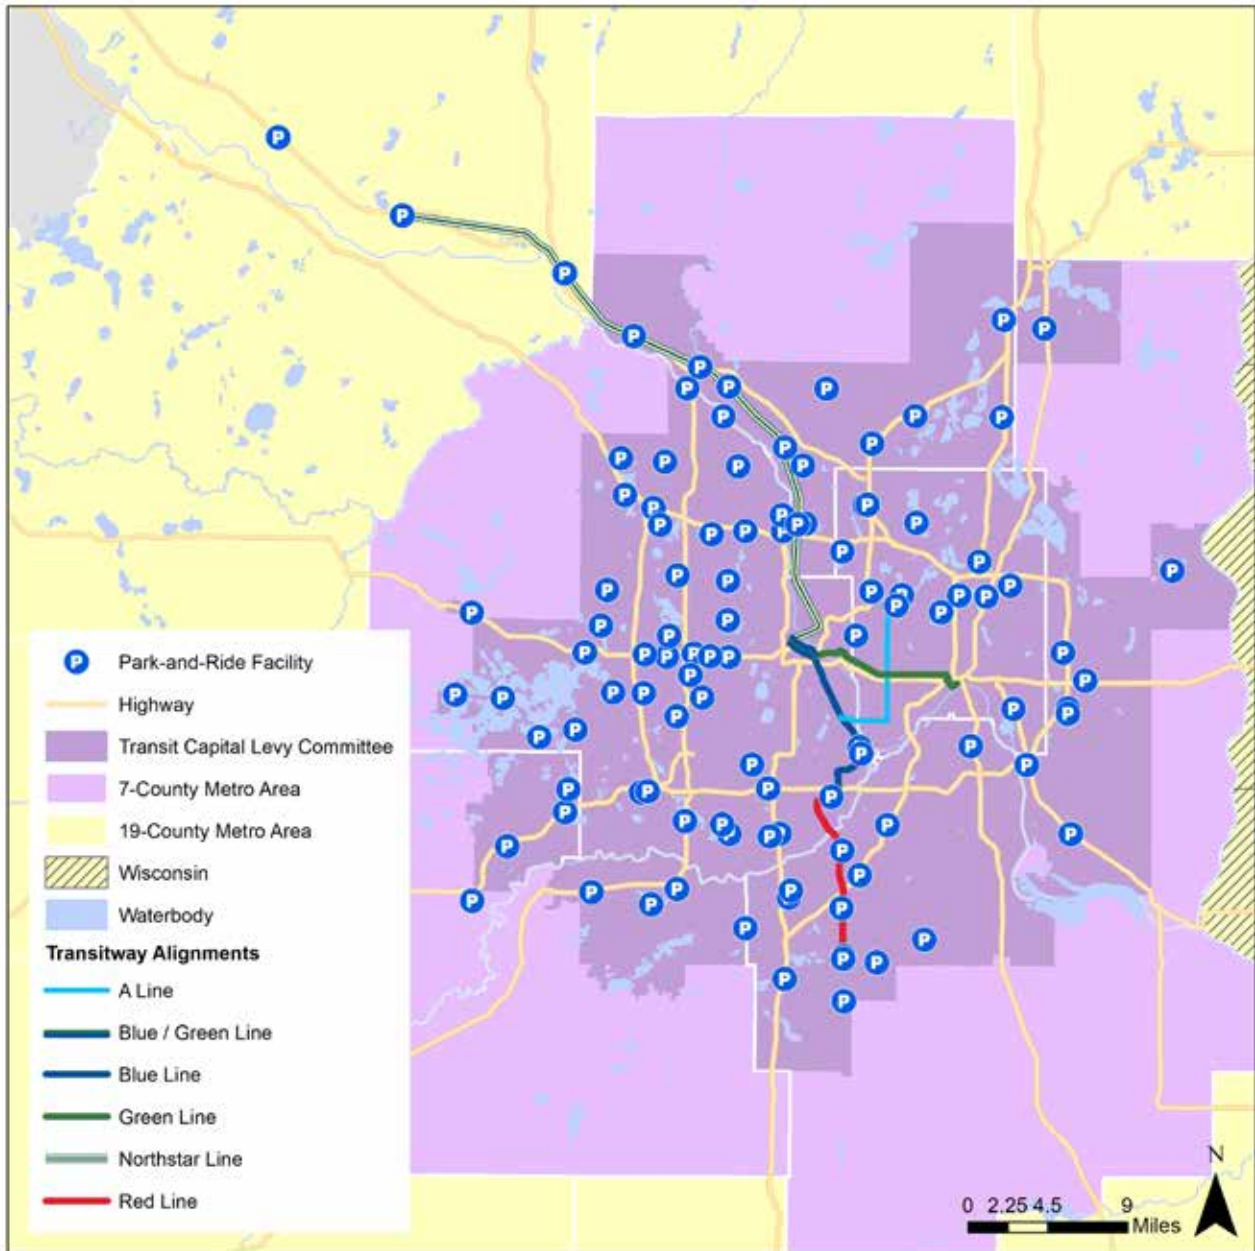 Park-and-Ride Facility
Highway
Transit Capital Levy Committee
7-County Metro Area
19-County Metro Area
Wisconsin
Waterbody
Transitway Alignments
A Line
Blue / Green Line
Blue Line
Green Line
Northstar Line
Red Line
N
0 2.25 4.5 9
Miles